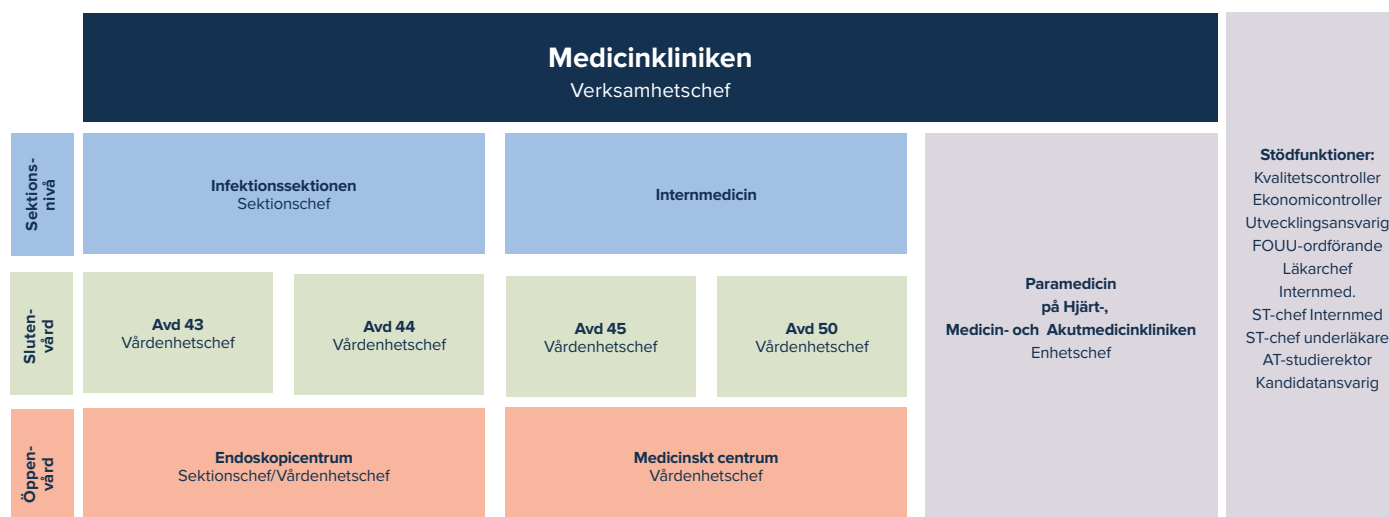 Medicinkliniken
Verksamhetschef
Sektions-
nivå
Infektionssektionen
Sektionschef
Internmedicin
Sluten-
vård
Avd 43
Vårdenhetschef
Avd 44
Vårdenhetschef
Avd 45
Vårdenhetschef
Avd 50
Vårdenhetschef
Öppen-
vård
Endoskopicentrum
Sektionschef/Vårdenhetschef
Medicinskt centrum
Vårdenhetschef
Paramedicin
på Hjärt-,
Medicin- och Akutmedicinkliniken
Enhetschef
Stödfunktioner:
Kvalitetscontroller
Ekonomicontroller
Utvecklingsansvarig
FOUU-ordförande
Läkarchef
Internmed.
ST-chef Internmed
ST-chef underläkare
AT-studierektor
Kandidatansvarig